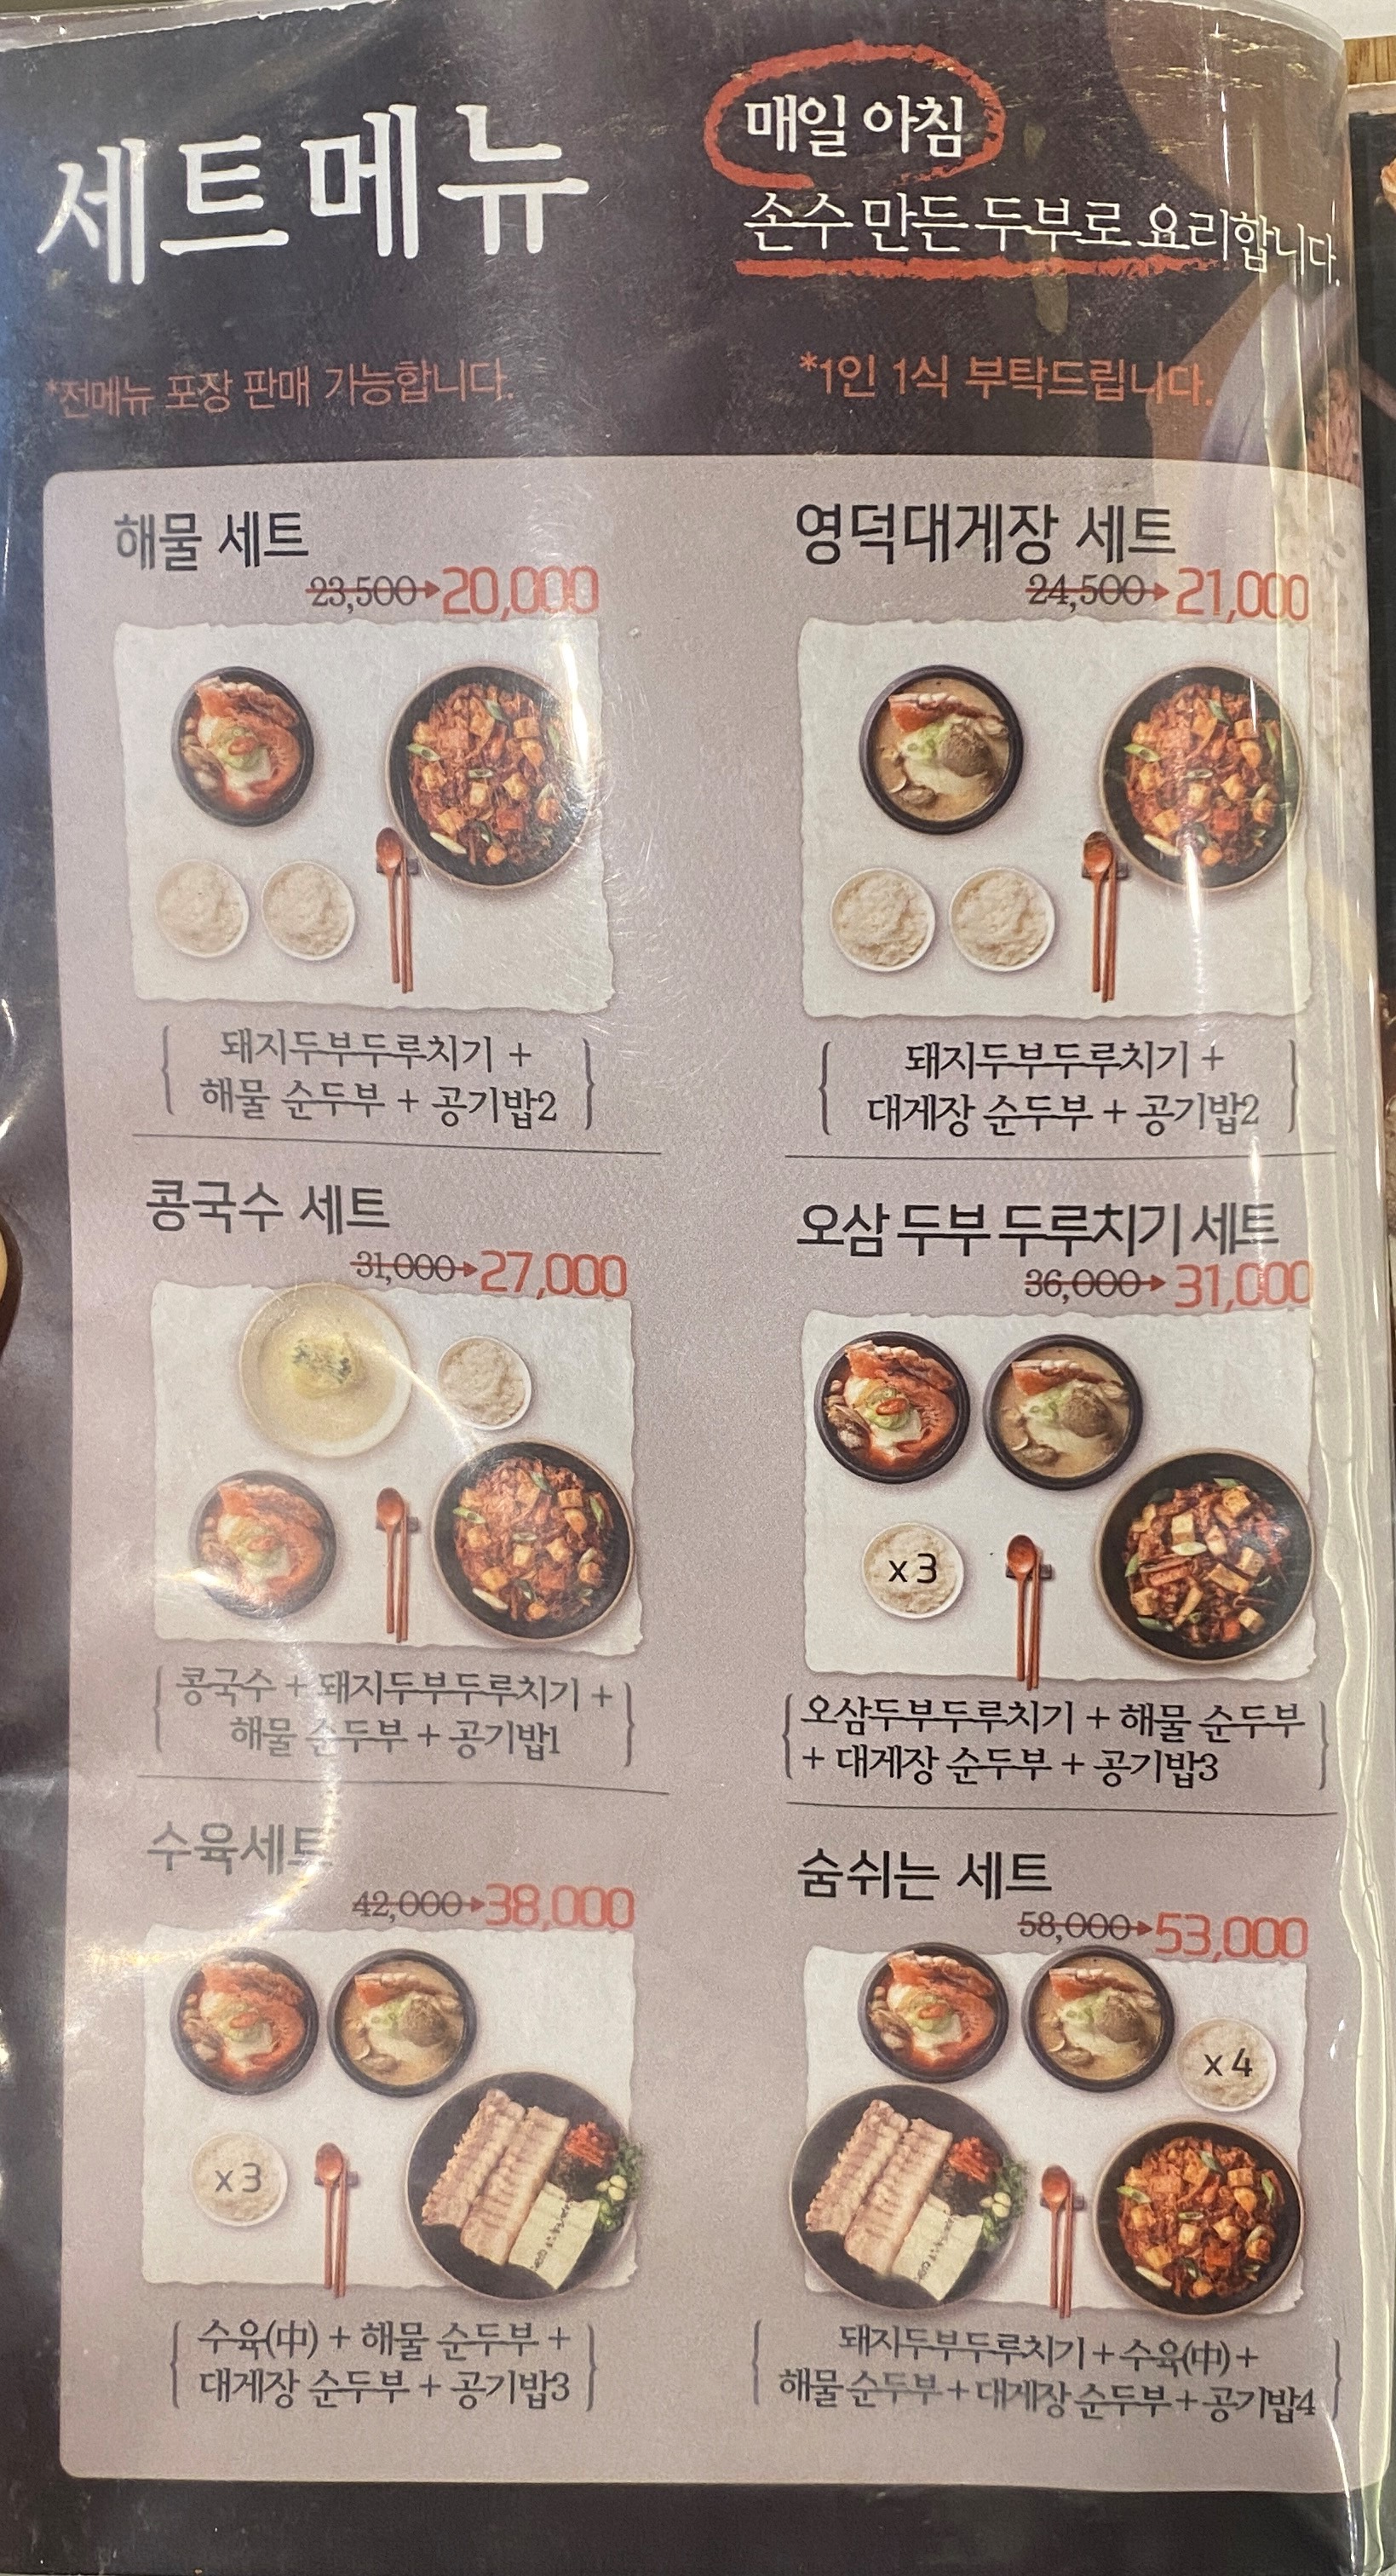 세트메뉴
매일 아침
손수 만든 두부로 요리합니다.
*전메뉴 포장 판매 가능합니다.
*1인 1식 부탁드립니다.
해물 세트
23,500→20,000
돼지두부두루치기 +
해물 순두부 + 공기밥2
영덕대게장 세트
24,500→21,000
돼지두부두루치기 +
대게장 순두부 + 공기밥2
콩국수 세트
31,000→27,000
콩국수 + 돼지두부두루치기 +
해물 순두부 + 공기밥1
오삼 두부 두루치기 세트
36,000→31,000
x 3
오삼두부두루치기 + 해물 순두부
+ 대게장 순두부 + 공기밥3
수육세트
42,000→38,000
x 3
수육(中) + 해물 순두부 +
대게장 순두부 + 공기밥3
숨쉬는 세트
58,000→53,000
x 4
돼지두부두루치기 + 수육(中) +
해물 순두부 + 대게장 순두부 + 공기밥4